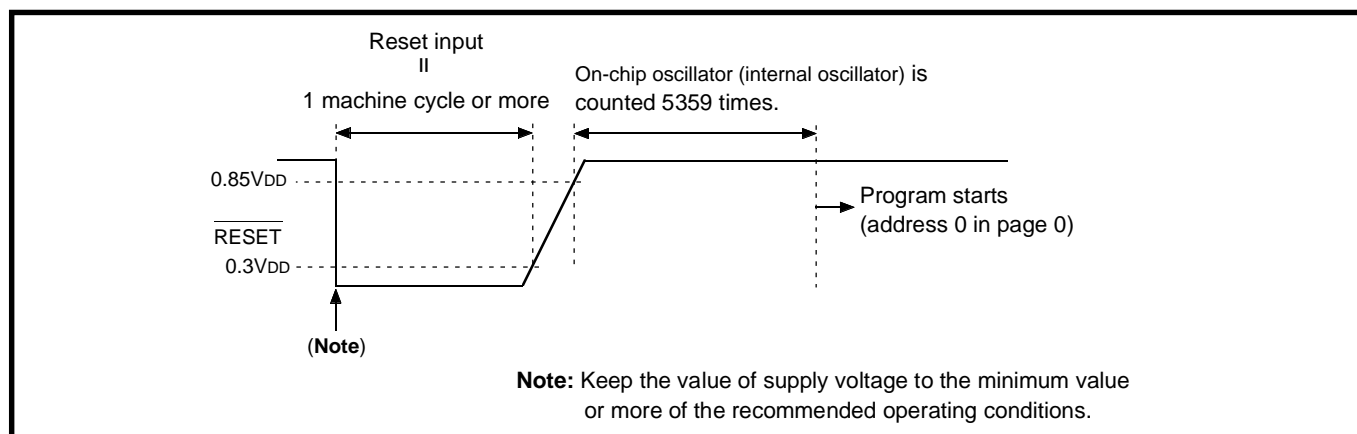 Reset input
=
1 machine cycle or more
On-chip oscillator (internal oscillator) is
counted 5359 times.
0.85VDD
Program starts
(address 0 in page 0)
RESET
0.3VDD
(Note)
Note: Keep the value of supply voltage to the minimum value
or more of the recommended operating conditions.